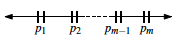 p₁ p₂ pₘ₋₁ pₘ